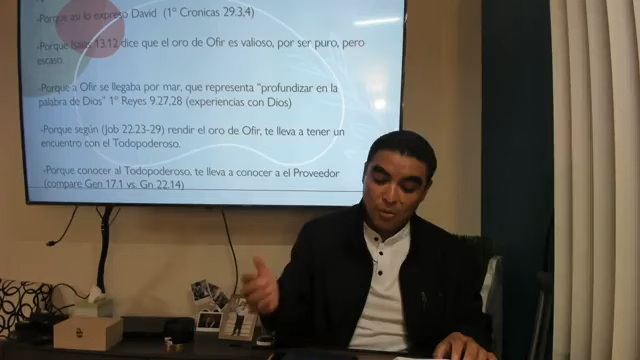 -Porque así lo expreso David (1° Cronicas 29.3,4)
-Porque Isaias 13.12 dice que el oro de Ofir es valioso, por ser puro, pero
escaso.
-Porque a Ofir se llegaba por mar, que representa “profundizar en la
palabra de Dios” 1° Reyes 9.27,28 (experiencias con Dios)
-Porque según (Job 22.23-29) rendir el oro de Ofir, te lleva a tener un
encuentro con el Todopoderoso.
-Porque conocer al Todopoderoso, te lleva a conocer a el Proveedor
(compare Gen 17.1 vs. Gn 22.14)